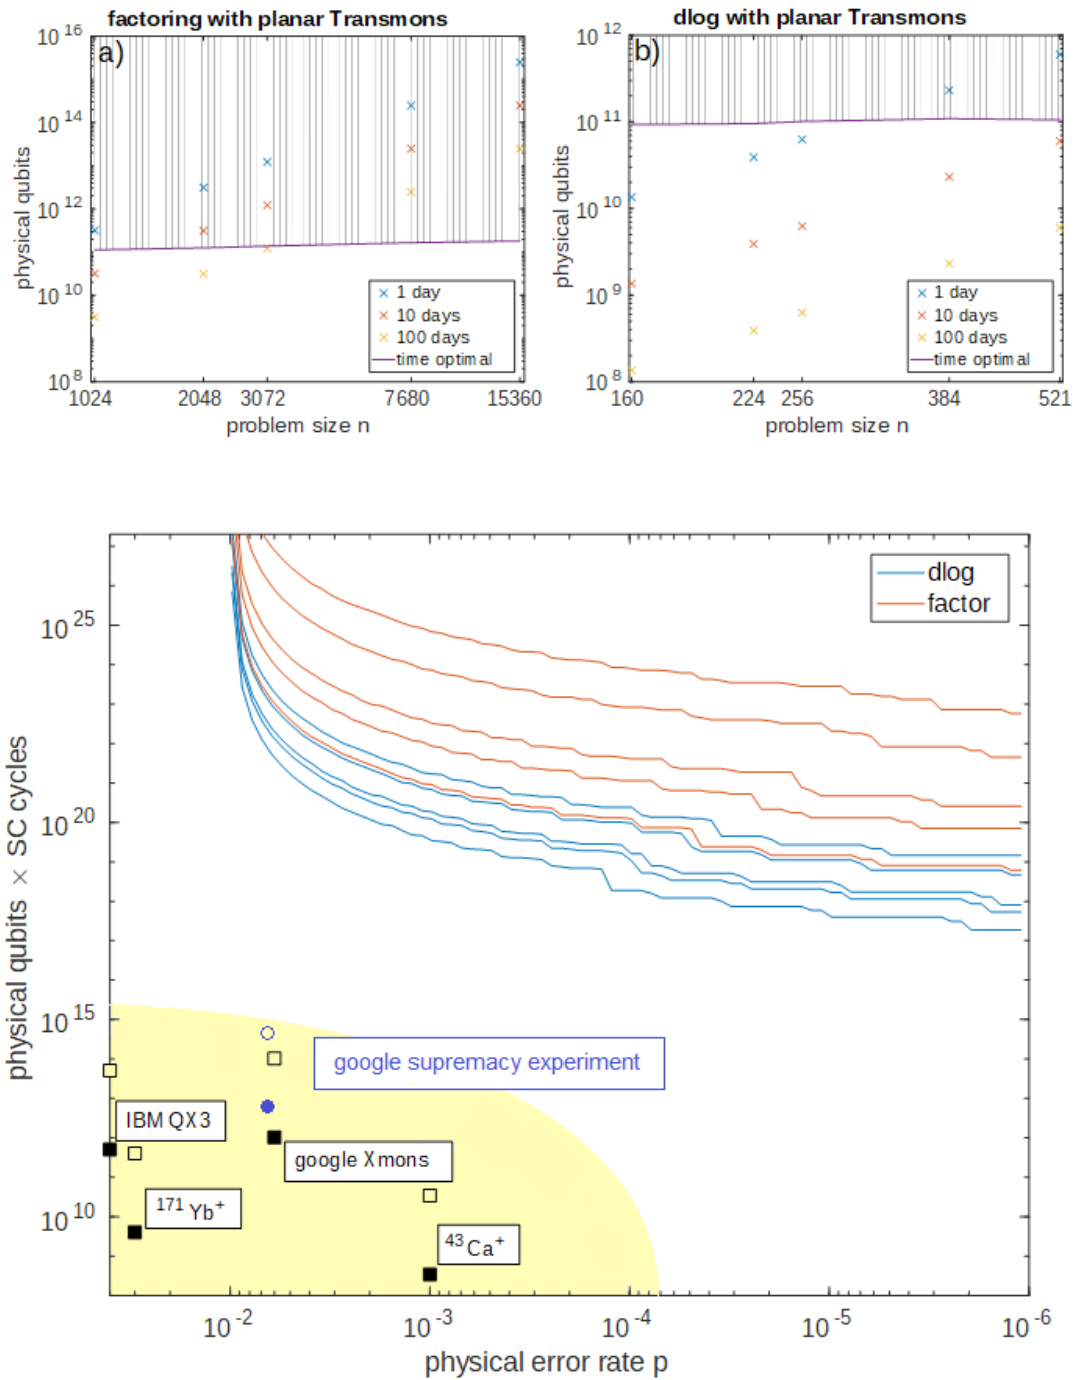 factoring with planar Transmons
a)
physical qubits
10^16
10^14
10^12
10^10
10^8
1 day
10 days
100 days
time optimal
1024 2048 3072 7680 15360
problem size n
dlog with planar Transmons
b)
physical qubits
10^12
10^11
10^10
10^9
10^8
1 day
10 days
100 days
time optimal
160 224 256 384 521
problem size n
physical qubits × SC cycles
10^25
10^20
10^15
10^10
dlog
factor
google supremacy experiment
IBM QX3
google Xmons
171Yb+
43Ca+
10^-2 10^-3 10^-4 10^-5 10^-6
physical error rate p